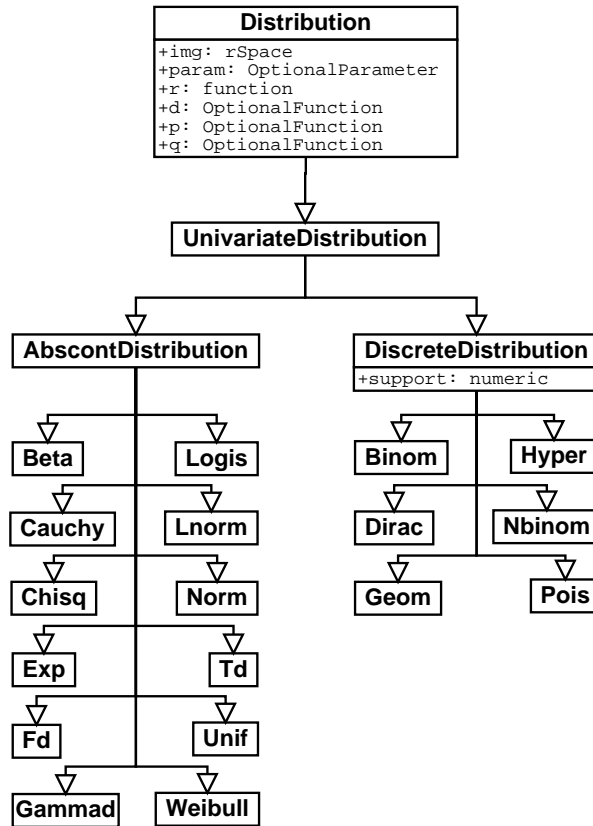 Distribution
+img: rSpace
+param: OptionalParameter
+r: function
+d: OptionalFunction
+p: OptionalFunction
+q: OptionalFunction
UnivariateDistribution
AbscontDistribution
DiscreteDistribution
+support: numeric
Beta
Logis
Binom
Hyper
Cauchy
Lnorm
Dirac
Nbinom
Chisq
Norm
Geom
Pois
Exp
Td
Fd
Unif
Gammad
Weibull